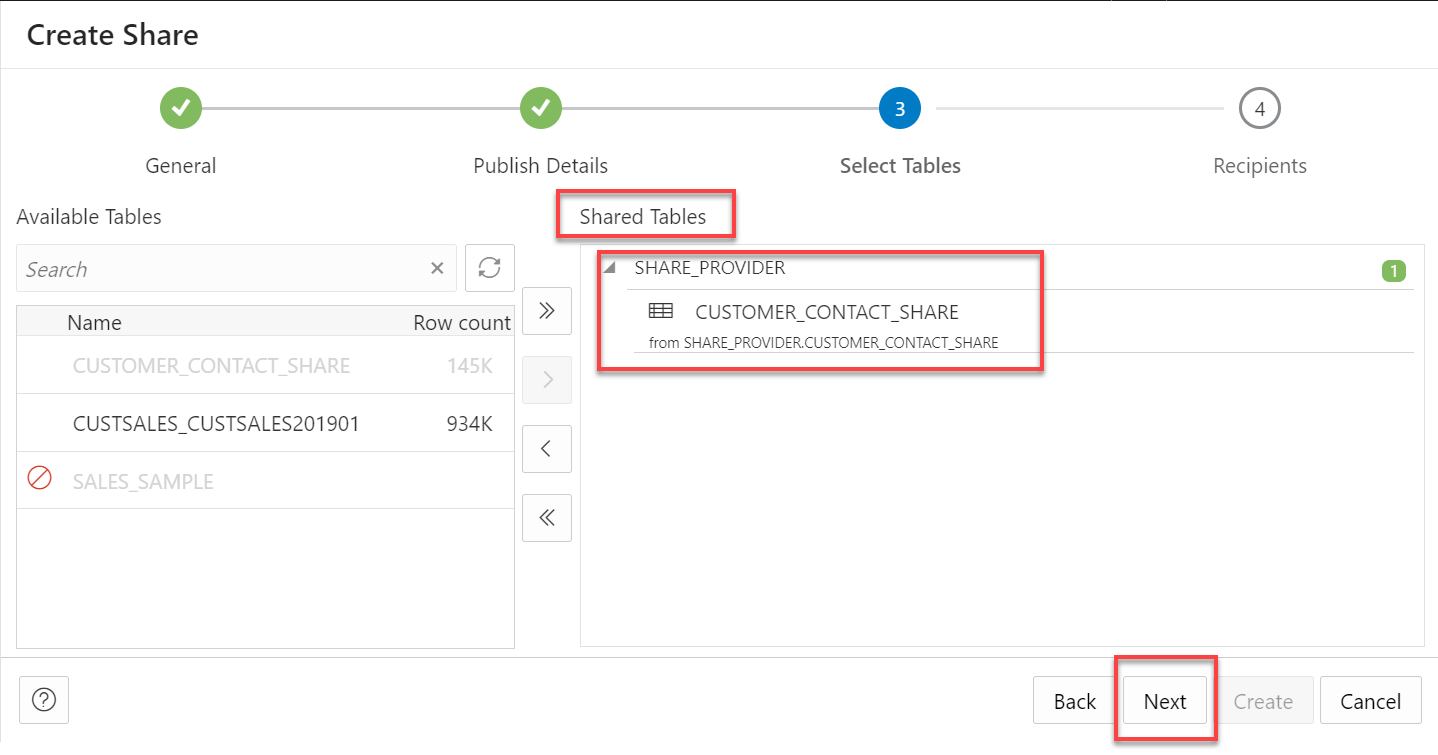 Create Share
3
4
General
Publish Details
Select Tables
Recipients
Available Tables
Shared Tables
Search
Name Row count
CUSTOMER_CONTACT_SHARE 145K
CUSTSALES_CUSTSALES201901 934K
SALES_SAMPLE
SHARE_PROVIDER 1
CUSTOMER_CONTACT_SHARE
from SHARE_PROVIDER.CUSTOMER_CONTACT_SHARE
?
Back Next Create Cancel